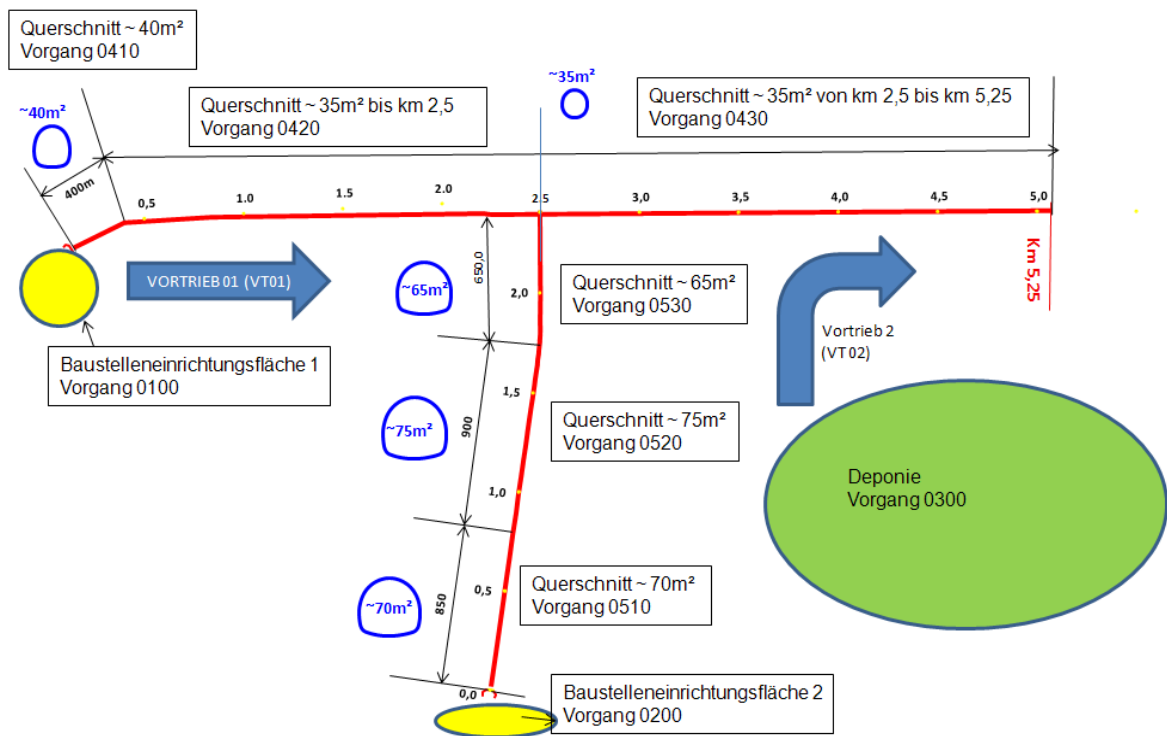 Querschnitt ~ 40m²
Vorgang 0410
~40m²
400m
Querschnitt ~ 35m² bis km 2,5
Vorgang 0420
~35m²
Querschnitt ~ 35m² von km 2,5 bis km 5,25
Vorgang 0430
0,5
1.0
1.5
2.0
2.5
3,0
3,5
4,0
4,5
5,0
Km 5,25
VORTRIEB 01 (VT01)
Baustelleneinrichtungsfläche 1
Vorgang 0100
650,0
~65m²
2,0
Querschnitt ~ 65m²
Vorgang 0530
Vortrieb 2
(VT 02)
1,5
900
~75m²
Querschnitt ~ 75m²
Vorgang 0520
1,0
Deponie
Vorgang 0300
850
~70m²
0,5
Querschnitt ~ 70m²
Vorgang 0510
0,0
Baustelleneinrichtungsfläche 2
Vorgang 0200